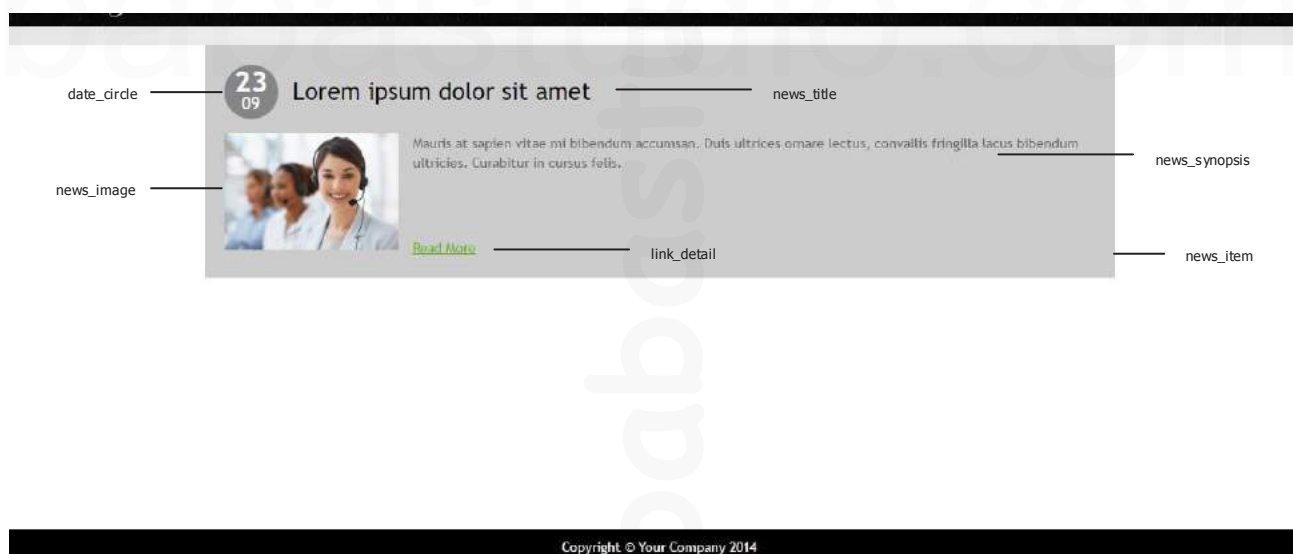 babastudio.com
23
09
date_circle
Lorem ipsum dolor sit amet
news_title
Mauris at sapien vitae mi bibendum accumsan. Duis ultrices ornare lectus, convallis fringilla lacus bibendum
ultricies. Curabitur in cursus felis.
news_synopsis
news_image
Read More
link_detail
news_item
Copyright © Your Company 2014